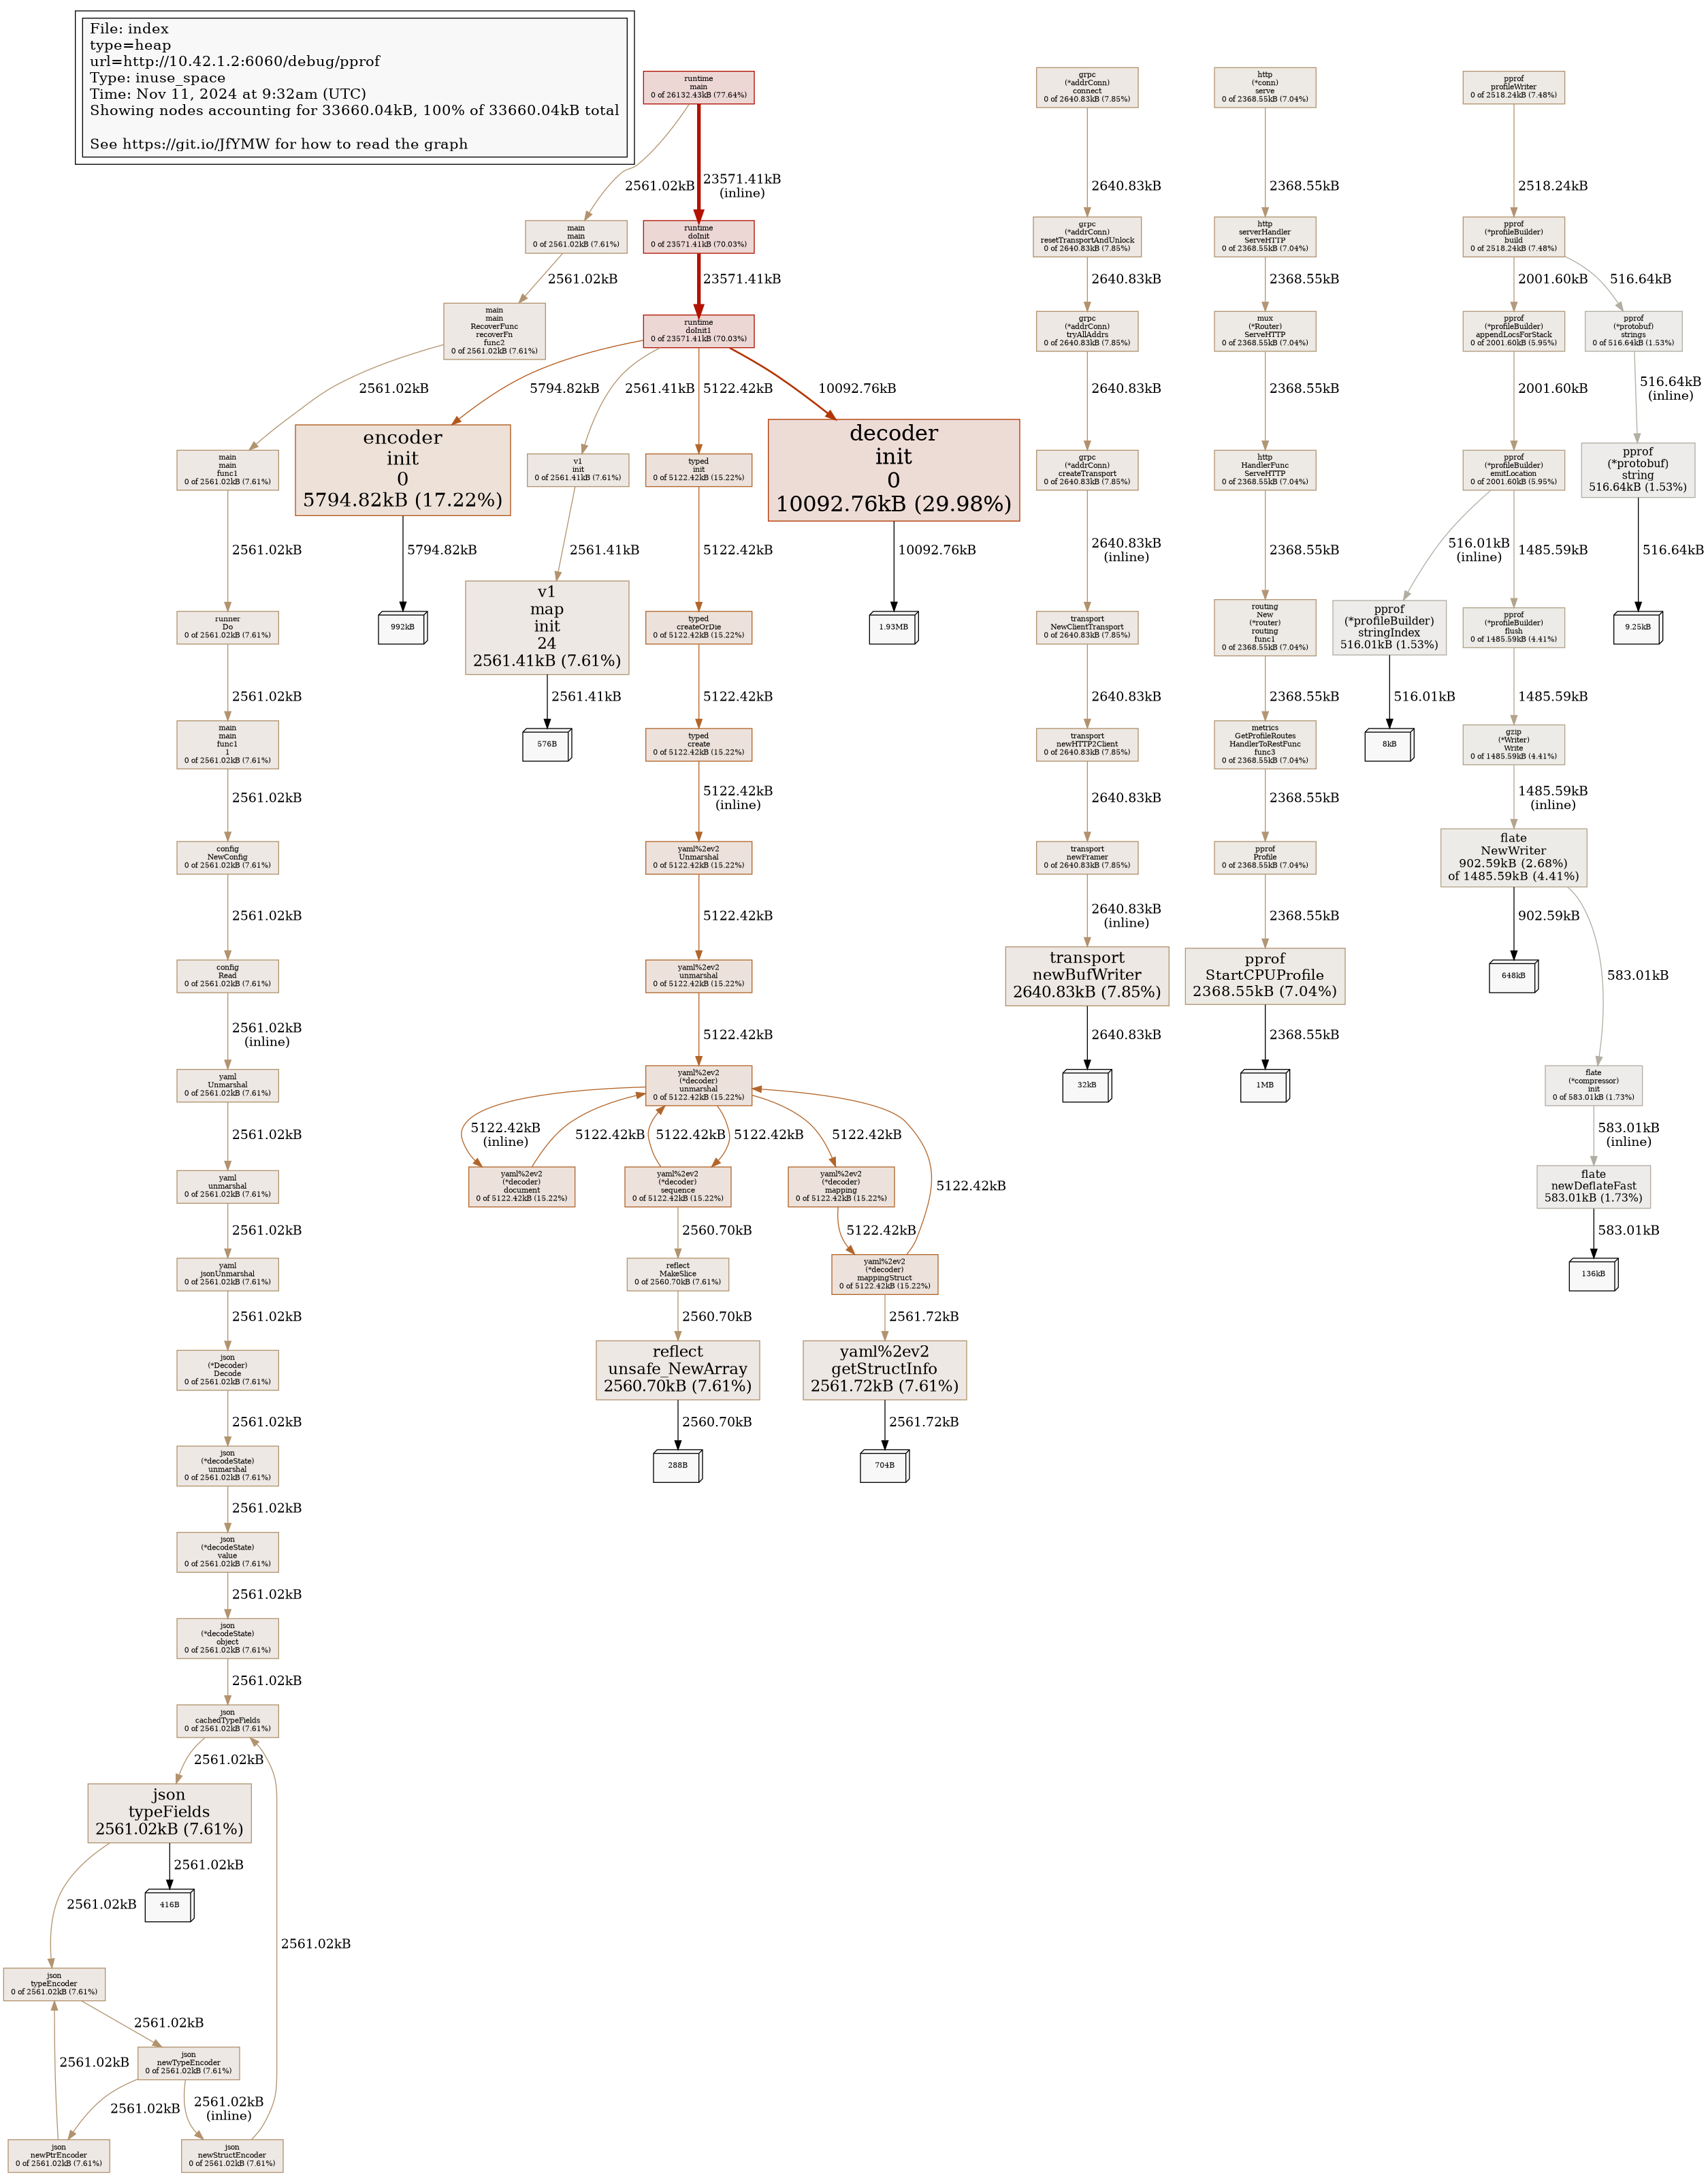 File: index
type=heap
url=http://10.42.1.2:6060/debug/pprof
Type: inuse_space
Time: Nov 11, 2024 at 9:32am (UTC)
Showing nodes accounting for 33660.04kB, 100% of 33660.04kB total
See https://git.io/JfYMW for how to read the graph
runtime
main
0 of 26132.43kB (77.64%)
grpc
(*addrConn)
connect
0 of 2640.83kB (7.85%)
http
(*conn)
serve
0 of 2368.55kB (7.04%)
pprof
profileWriter
0 of 2518.24kB (7.48%)
2561.02kB
23571.41kB
(inline)
2640.83kB
2368.55kB
2518.24kB
main
main
0 of 2561.02kB (7.61%)
runtime
doInit
0 of 23571.41kB (70.03%)
grpc
(*addrConn)
resetTransportAndUnlock
0 of 2640.83kB (7.85%)
http
serverHandler
ServeHTTP
0 of 2368.55kB (7.04%)
pprof
(*profileBuilder)
build
0 of 2518.24kB (7.48%)
2561.02kB
23571.41kB
2640.83kB
2368.55kB
2001.60kB
516.64kB
main
main
RecoverFunc
recoverFn
func2
0 of 2561.02kB (7.61%)
runtime
doInit1
0 of 23571.41kB (70.03%)
grpc
(*addrConn)
tryAllAddrs
0 of 2640.83kB (7.85%)
mux
(*Router)
ServeHTTP
0 of 2368.55kB (7.04%)
pprof
(*profileBuilder)
appendLocsForStack
0 of 2001.60kB (5.95%)
pprof
(*protobuf)
strings
0 of 516.64kB (1.53%)
2561.02kB
5794.82kB
2561.41kB
5122.42kB
10092.76kB
2640.83kB
2368.55kB
2001.60kB
516.64kB
(inline)
main
main
func1
0 of 2561.02kB (7.61%)
encoder
init
0
5794.82kB (17.22%)
v1
init
0 of 2561.41kB (7.61%)
typed
init
0 of 5122.42kB (15.22%)
decoder
init
0
10092.76kB (29.98%)
grpc
(*addrConn)
createTransport
0 of 2640.83kB (7.85%)
http
HandlerFunc
ServeHTTP
0 of 2368.55kB (7.04%)
pprof
(*profileBuilder)
emitLocation
0 of 2001.60kB (5.95%)
pprof
(*protobuf)
string
516.64kB (1.53%)
2561.02kB
5794.82kB
2561.41kB
5122.42kB
10092.76kB
2640.83kB
(inline)
2368.55kB
516.01kB
(inline)
1485.59kB
516.64kB
runner
Do
0 of 2561.02kB (7.61%)
992kB
v1
map
init
24
2561.41kB (7.61%)
typed
createOrDie
0 of 5122.42kB (15.22%)
1.93MB
transport
NewClientTransport
0 of 2640.83kB (7.85%)
routing
New
(*router)
routing
func1
0 of 2368.55kB (7.04%)
pprof
(*profileBuilder)
stringIndex
516.01kB (1.53%)
pprof
(*profileBuilder)
flush
0 of 1485.59kB (4.41%)
9.25kB
2561.02kB
2561.41kB
5122.42kB
2640.83kB
2368.55kB
516.01kB
1485.59kB
main
main
func1
1
0 of 2561.02kB (7.61%)
576B
typed
create
0 of 5122.42kB (15.22%)
transport
newHTTP2Client
0 of 2640.83kB (7.85%)
metrics
GetProfileRoutes
HandlerToRestFunc
func3
0 of 2368.55kB (7.04%)
8kB
gzip
(*Writer)
Write
0 of 1485.59kB (4.41%)
2561.02kB
5122.42kB
(inline)
2640.83kB
2368.55kB
1485.59kB
(inline)
config
NewConfig
0 of 2561.02kB (7.61%)
yaml%2ev2
Unmarshal
0 of 5122.42kB (15.22%)
transport
newFramer
0 of 2640.83kB (7.85%)
pprof
Profile
0 of 2368.55kB (7.04%)
flate
NewWriter
902.59kB (2.68%)
of 1485.59kB (4.41%)
2561.02kB
5122.42kB
2640.83kB
(inline)
2368.55kB
902.59kB
583.01kB
config
Read
0 of 2561.02kB (7.61%)
yaml%2ev2
unmarshal
0 of 5122.42kB (15.22%)
transport
newBufWriter
2640.83kB (7.85%)
pprof
StartCPUProfile
2368.55kB (7.04%)
648kB
2561.02kB
(inline)
5122.42kB
2640.83kB
2368.55kB
yaml
Unmarshal
0 of 2561.02kB (7.61%)
yaml%2ev2
(*decoder)
unmarshal
0 of 5122.42kB (15.22%)
32kB
1MB
flate
(*compressor)
init
0 of 583.01kB (1.73%)
2561.02kB
5122.42kB
(inline)
5122.42kB
5122.42kB
5122.42kB
5122.42kB
583.01kB
(inline)
yaml
unmarshal
0 of 2561.02kB (7.61%)
yaml%2ev2
(*decoder)
document
0 of 5122.42kB (15.22%)
yaml%2ev2
(*decoder)
sequence
0 of 5122.42kB (15.22%)
yaml%2ev2
(*decoder)
mapping
0 of 5122.42kB (15.22%)
5122.42kB
flate
newDeflateFast
583.01kB (1.73%)
2561.02kB
2560.70kB
5122.42kB
583.01kB
yaml
jsonUnmarshal
0 of 2561.02kB (7.61%)
reflect
MakeSlice
0 of 2560.70kB (7.61%)
yaml%2ev2
(*decoder)
mappingStruct
0 of 5122.42kB (15.22%)
136kB
2561.02kB
2560.70kB
2561.72kB
json
(*Decoder)
Decode
0 of 2561.02kB (7.61%)
reflect
unsafe_NewArray
2560.70kB (7.61%)
yaml%2ev2
getStructInfo
2561.72kB (7.61%)
2561.02kB
2560.70kB
2561.72kB
json
(*decodeState)
unmarshal
0 of 2561.02kB (7.61%)
288B
704B
2561.02kB
json
(*decodeState)
value
0 of 2561.02kB (7.61%)
2561.02kB
json
(*decodeState)
object
0 of 2561.02kB (7.61%)
2561.02kB
json
cachedTypeFields
0 of 2561.02kB (7.61%)
2561.02kB
json
typeFields
2561.02kB (7.61%)
2561.02kB
2561.02kB
416B
2561.02kB
json
typeEncoder
0 of 2561.02kB (7.61%)
2561.02kB
json
newTypeEncoder
0 of 2561.02kB (7.61%)
2561.02kB
2561.02kB
2561.02kB
(inline)
json
newPtrEncoder
0 of 2561.02kB (7.61%)
json
newStructEncoder
0 of 2561.02kB (7.61%)